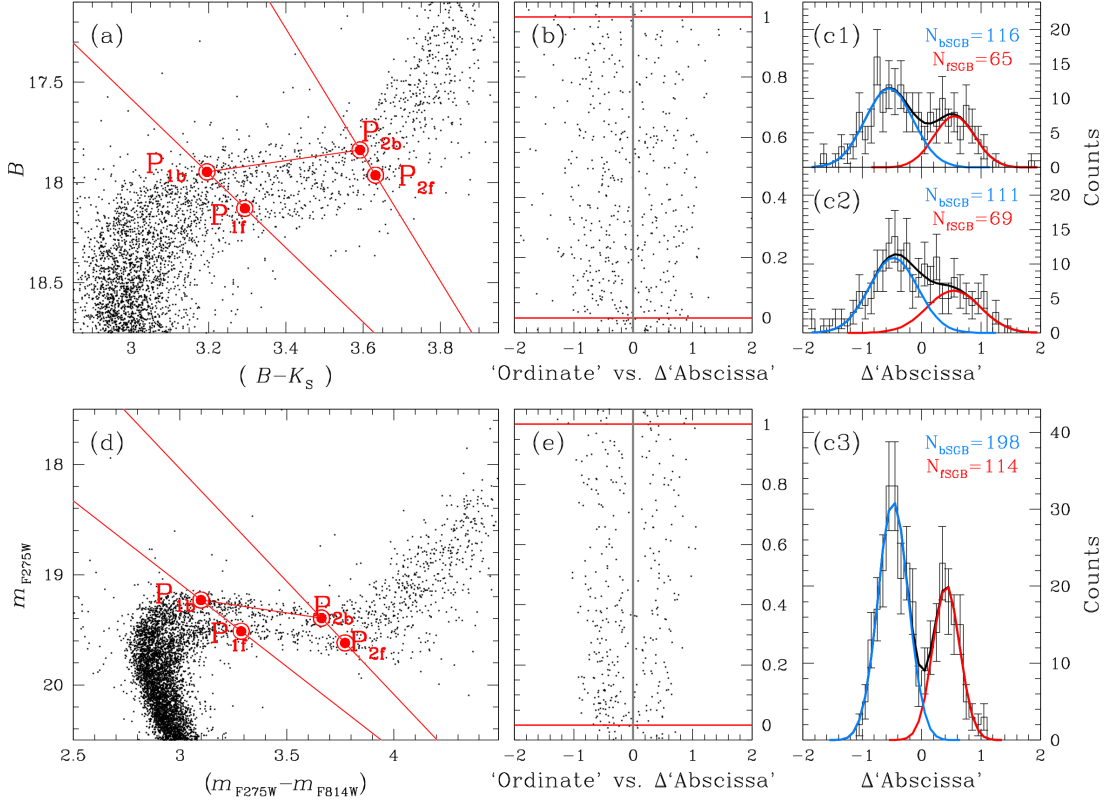 (a)
17.5
18
18.5
B
P1b
P2b
P1f
P2f
3
3.2
3.4
3.6
3.8
( B−KS )
(b)
1
0.8
0.6
0.4
0.2
0
−2
−1
0
1
2
‘Ordinate’ vs. Δ‘Abscissa’
(c1)
NbSGB=116
NfSGB=65
20
15
10
5
0
(c2)
NbSGB=111
NfSGB=69
20
15
10
5
0
Counts
−2
−1
0
1
2
Δ‘Abscissa’
(d)
18
19
20
mF275W
P1b
P2b
P1f
P2f
2.5
3
3.5
4
(mF275W−mF814W)
(e)
1
0.8
0.6
0.4
0.2
0
−2
−1
0
1
2
‘Ordinate’ vs. Δ‘Abscissa’
(c3)
NbSGB=198
NfSGB=114
40
30
20
10
0
Counts
−2
−1
0
1
2
Δ‘Abscissa’